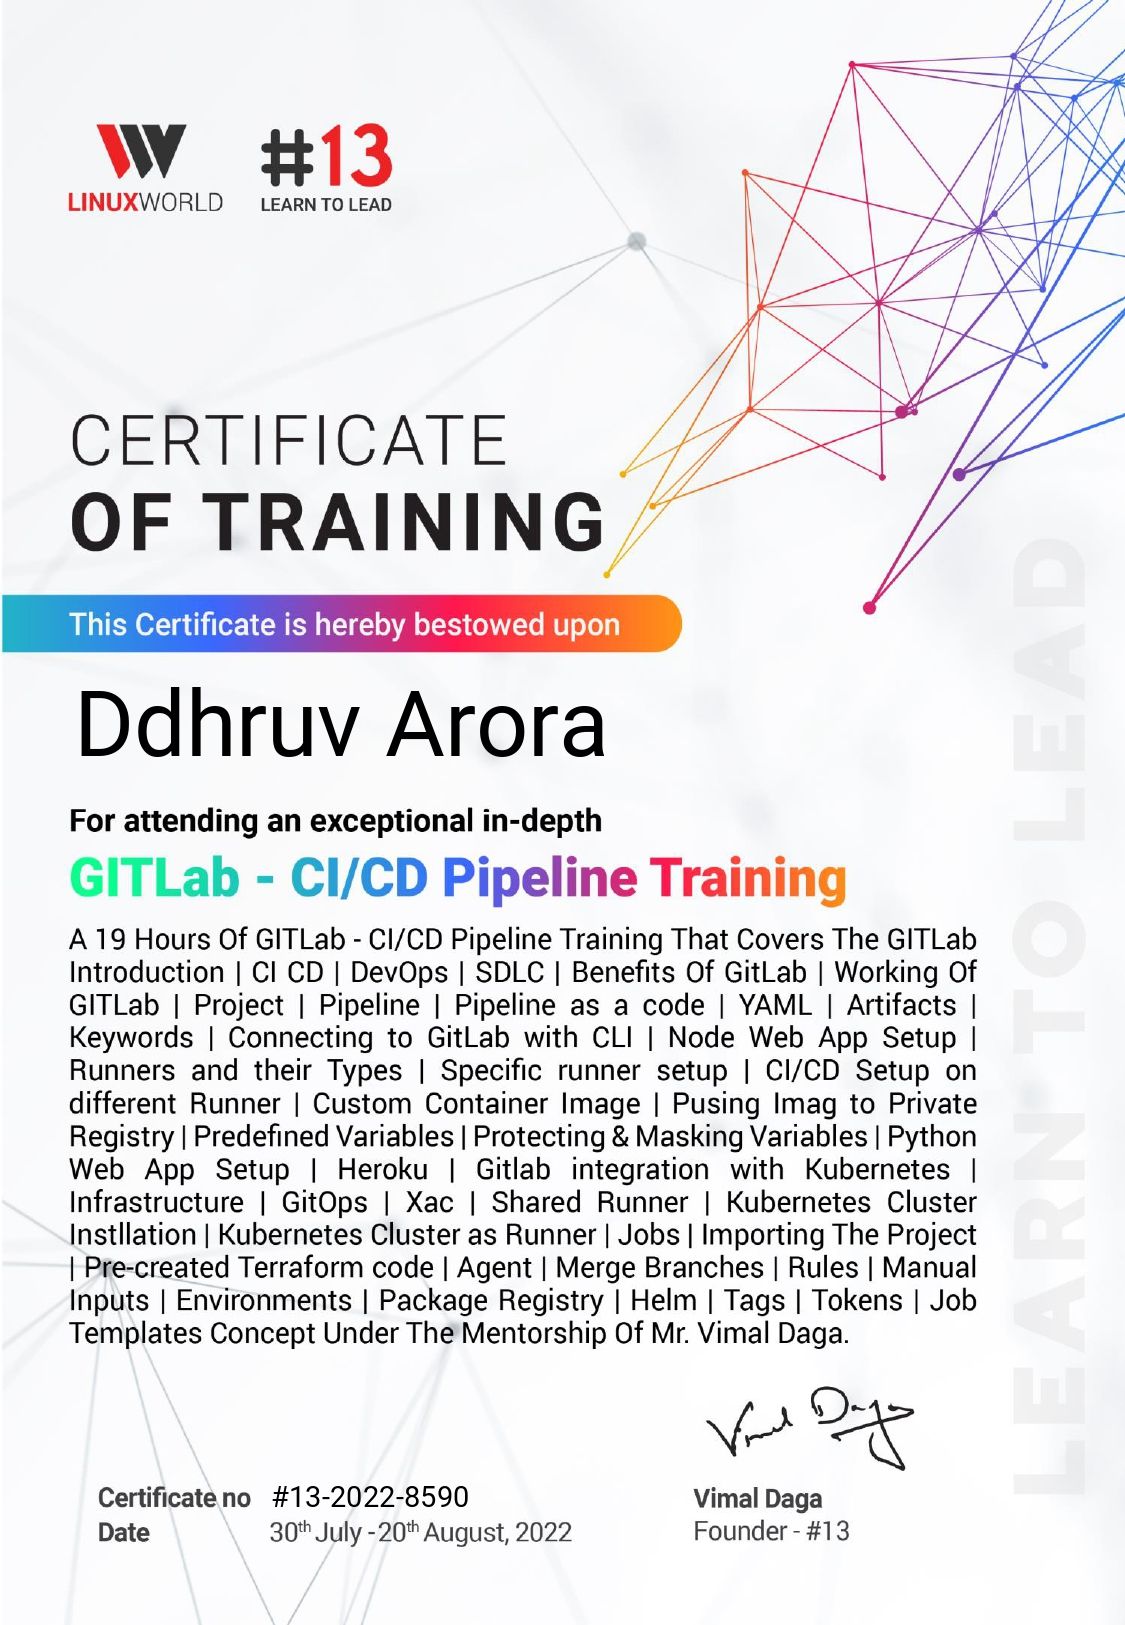 LINUXWORLD
#13
LEARN TO LEAD
CERTIFICATE
OF TRAINING
This Certificate is hereby bestowed upon
Ddhruv Arora
For attending an exceptional in-depth
GITLab - CI/CD Pipeline Training
A 19 Hours Of GITLab - CI/CD Pipeline Training That Covers The GITLab
Introduction | CI CD | DevOps | SDLC | Benefits Of GitLab | Working Of
GITLab | Project | Pipeline | Pipeline as a code | YAML | Artifacts |
Keywords | Connecting to GitLab with CLI | Node Web App Setup |
Runners and their Types | Specific runner setup | CI/CD Setup on
different Runner | Custom Container Image | Pusing Imag to Private
Registry | Predefined Variables | Protecting & Masking Variables | Python
Web App Setup | Heroku | Gitlab integration with Kubernetes |
Infrastructure | GitOps | Xac | Shared Runner | Kubernetes Cluster
Instllation | Kubernetes Cluster as Runner | Jobs | Importing The Project
| Pre-created Terraform code | Agent | Merge Branches | Rules | Manual
Inputs | Environments | Package Registry | Helm | Tags | Tokens | Job
Templates Concept Under The Mentorship Of Mr. Vimal Daga.
Vimal Daga
Certificate no #13-2022-8590
Date 30th July - 20th August, 2022
Vimal Daga
Founder - #13
LEARN TO LEAD